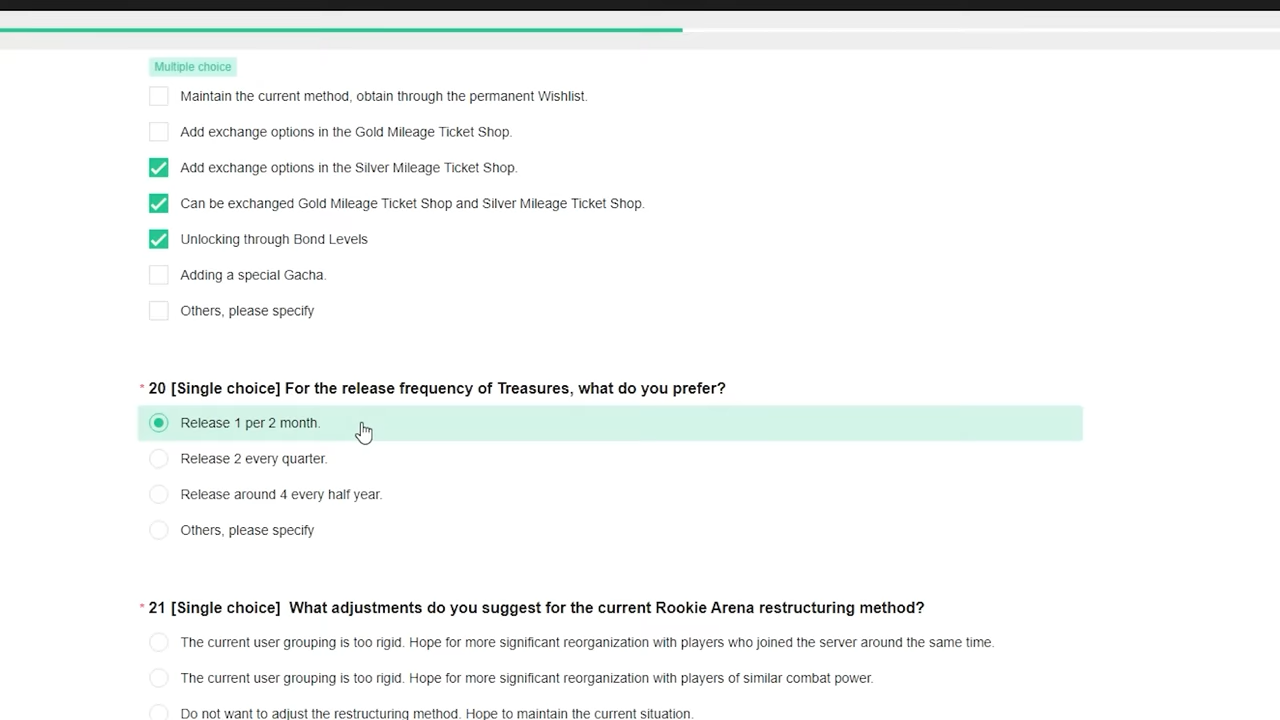 Multiple choice
Maintain the current method, obtain through the permanent Wishlist.
Add exchange options in the Gold Mileage Ticket Shop.
Add exchange options in the Silver Mileage Ticket Shop.
Can be exchanged Gold Mileage Ticket Shop and Silver Mileage Ticket Shop.
Unlocking through Bond Levels
Adding a special Gacha.
Others, please specify
* 20 [Single choice] For the release frequency of Treasures, what do you prefer?
Release 1 per 2 month.
Release 2 every quarter.
Release around 4 every half year.
Others, please specify
* 21 [Single choice] What adjustments do you suggest for the current Rookie Arena restructuring method?
The current user grouping is too rigid. Hope for more significant reorganization with players who joined the server around the same time.
The current user grouping is too rigid. Hope for more significant reorganization with players of similar combat power.
Do not want to adjust the restructuring method. Hope to maintain the current situation.